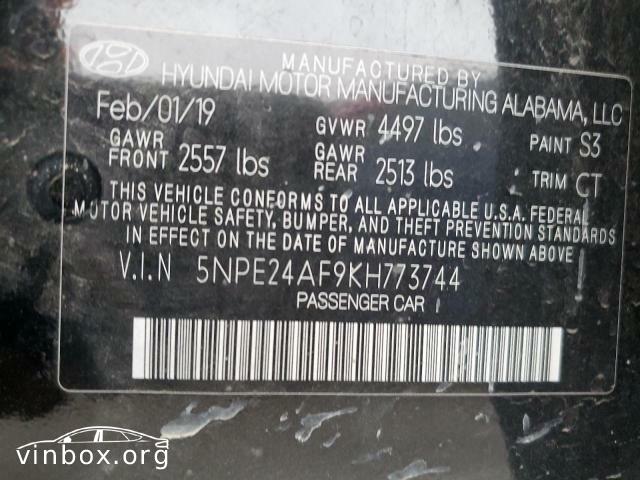 MANUFACTURED BY
HYUNDAI MOTOR MANUFACTURING ALABAMA, LLC
Feb/01/19 GVWR 4497 lbs PAINT S3
GAWR FRONT 2557 lbs GAWR REAR 2513 lbs TRIM CT
THIS VEHICLE CONFORMS TO ALL APPLICABLE U.S.A. FEDERAL
MOTOR VEHICLE SAFETY, BUMPER, AND THEFT PREVENTION STANDARDS
IN EFFECT ON THE DATE OF MANUFACTURE SHOWN ABOVE
V.I.N 5NPE24AF9KH773744
PASSENGER CAR
vinbox.org